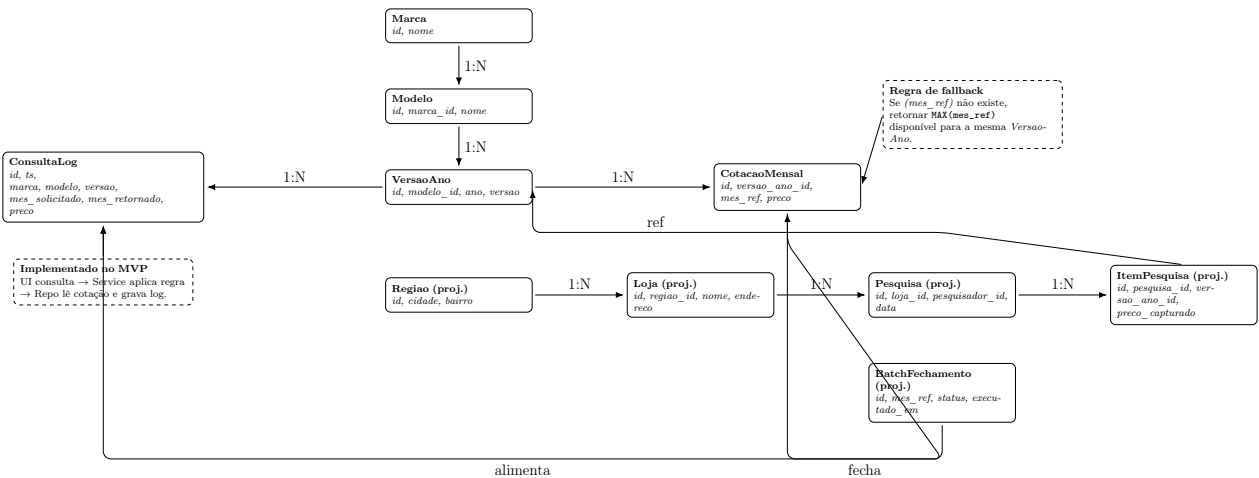 Marca
id, nome
1:N
Modelo
id, marca_id, nome
1:N
Regra de fallback
Se (mes_ref) não existe,
retornar MAX(mes_ref)
disponível para a mesma Versao-
Ano.
ConsultaLog
id, ts,
marca, modelo, versao,
mes_solicitado, mes_retornado,
preco
1:N
VersaoAno
id, modelo_id, ano, versao
1:N
CotacaoMensal
id, versao_ano_id,
mes_ref, preco
ref
Implementado no MVP
UI consulta → Service aplica regra
→ Repo lê cotação e grava log.
Regiao (proj.)
id, cidade, bairro
1:N
Loja (proj.)
id, regiao_id, nome, ende-
reco
1:N
Pesquisa (proj.)
id, loja_id, pesquisador_id,
data
1:N
ItemPesquisa (proj.)
id, pesquisa_id, ver-
sao_ano_id,
preco_capturado
BatchFechamento
(proj.)
id, mes_ref, status, execu-
tado_em
alimenta
fecha